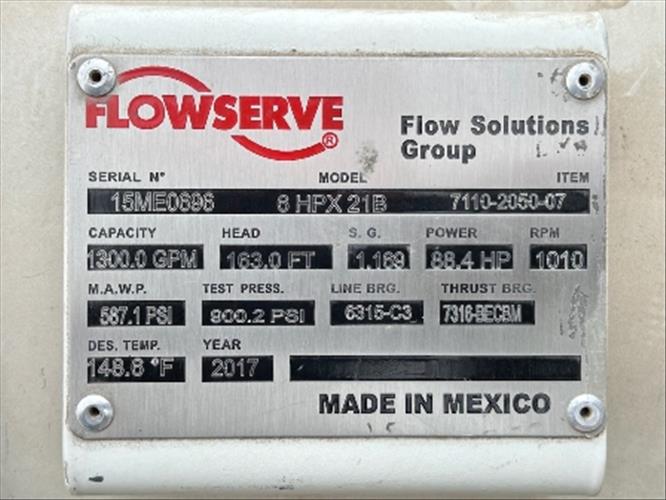 FLOWSERVE
®
Flow Solutions
Group
SERIAL Nº MODEL ITEM
15ME0696 6 HPX 21B 7110-2050-07
CAPACITY HEAD S. G. POWER RPM
1300.0 GPM 163.0 FT 1.169 88.4 HP 1010
M.A.W.P. TEST PRESS. LINE BRG. THRUST BRG.
587.1 PSI 900.2 PSI 6315-C3 7316-BECBM
DES. TEMP. YEAR
148.8 °F 2017
MADE IN MEXICO